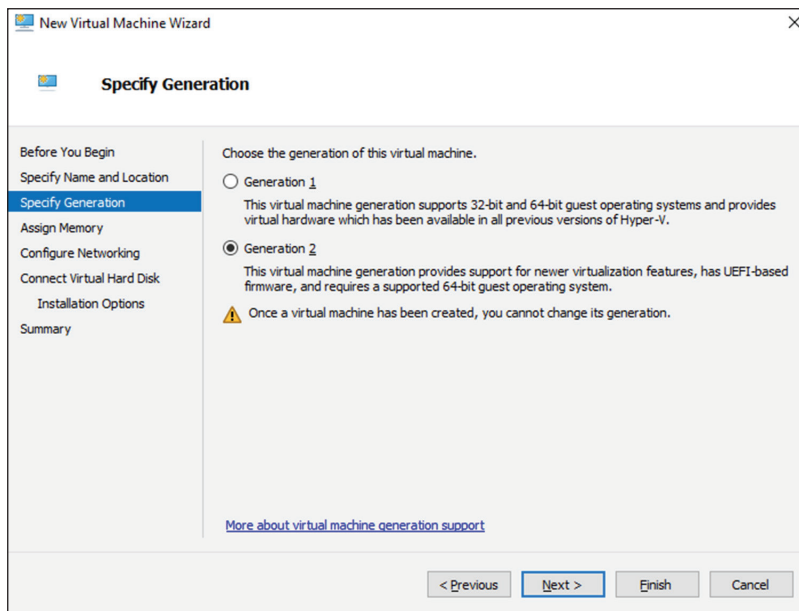 New Virtual Machine Wizard
Specify Generation
Before You Begin
Specify Name and Location
Specify Generation
Assign Memory
Configure Networking
Connect Virtual Hard Disk
Installation Options
Summary
Choose the generation of this virtual machine.
Generation 1
This virtual machine generation supports 32-bit and 64-bit guest operating systems and provides
virtual hardware which has been available in all previous versions of Hyper-V.
Generation 2
This virtual machine generation provides support for newer virtualization features, has UEFI-based
firmware, and requires a supported 64-bit guest operating system.
Once a virtual machine has been created, you cannot change its generation.
More about virtual machine generation support
< Previous
Next >
Finish
Cancel